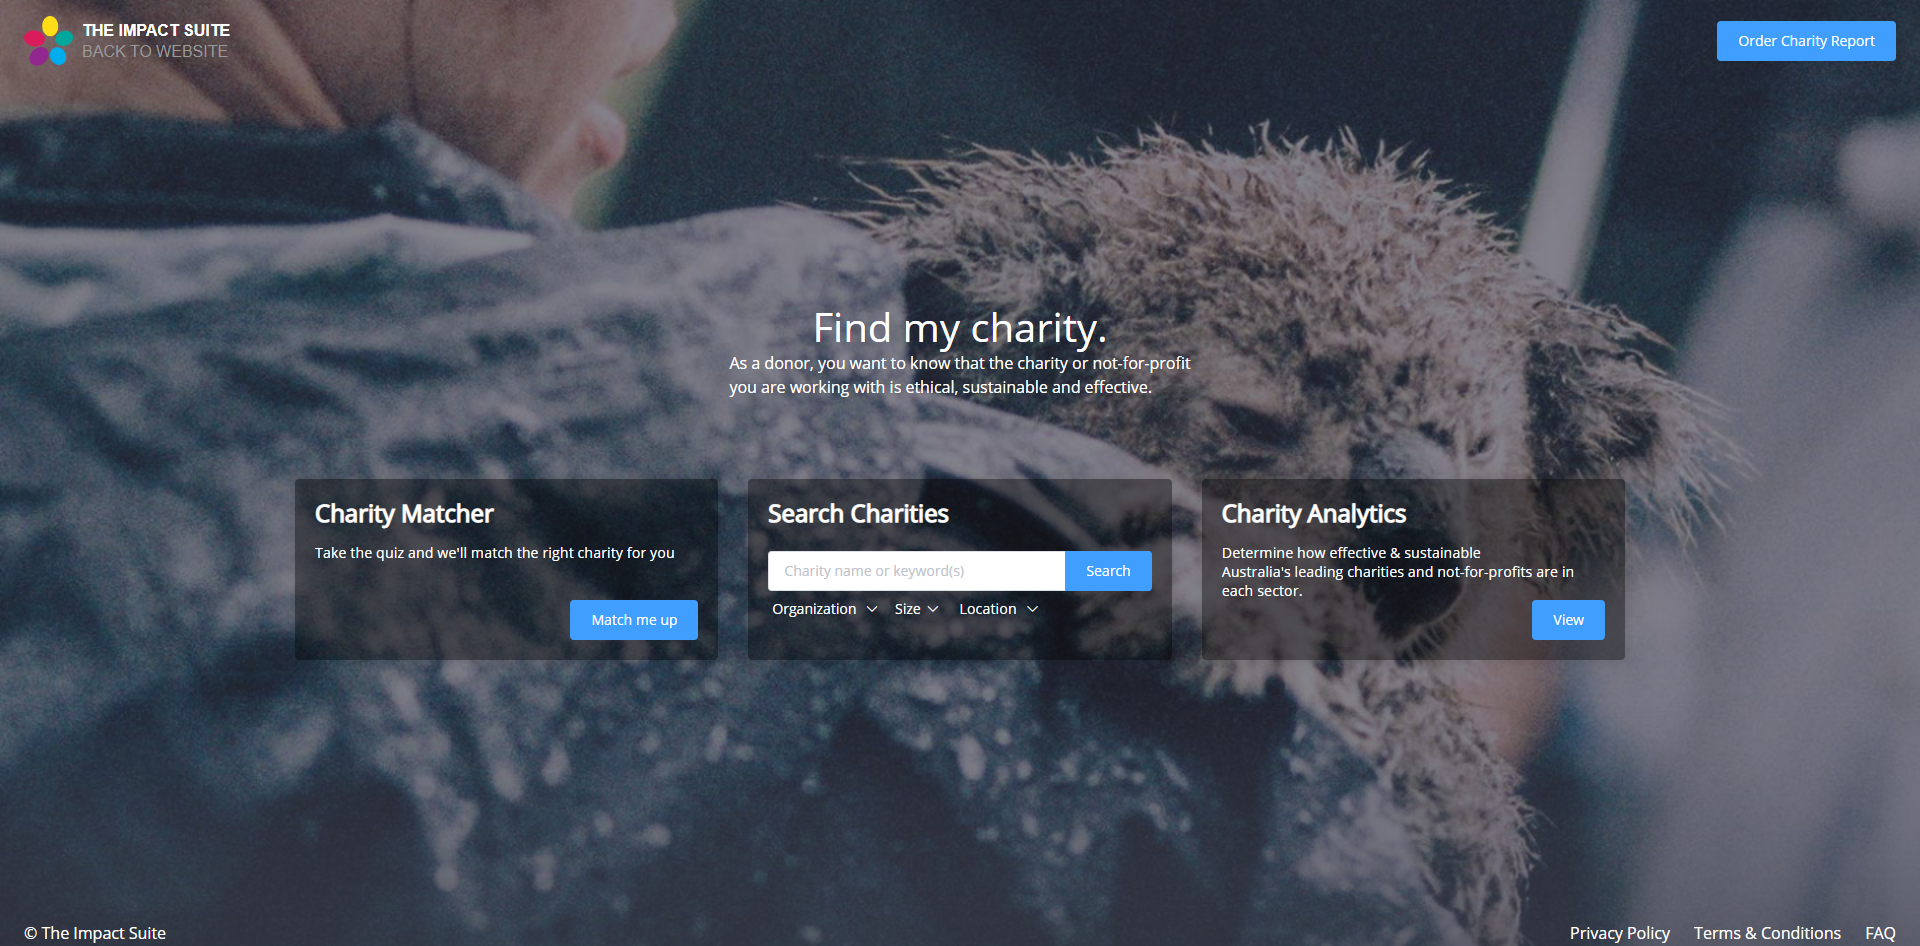 THE IMPACT SUITE
BACK TO WEBSITE
Order Charity Report
Find my charity.
As a donor, you want to know that the charity or not-for-profit
you are working with is ethical, sustainable and effective.
Charity Matcher
Take the quiz and we'll match the right charity for you
Match me up
Search Charities
Charity name or keyword(s)
Search
Organization
Size
Location
Charity Analytics
Determine how effective & sustainable
Australia's leading charities and not-for-profits are in
each sector.
View
© The Impact Suite
Privacy Policy
Terms & Conditions
FAQ